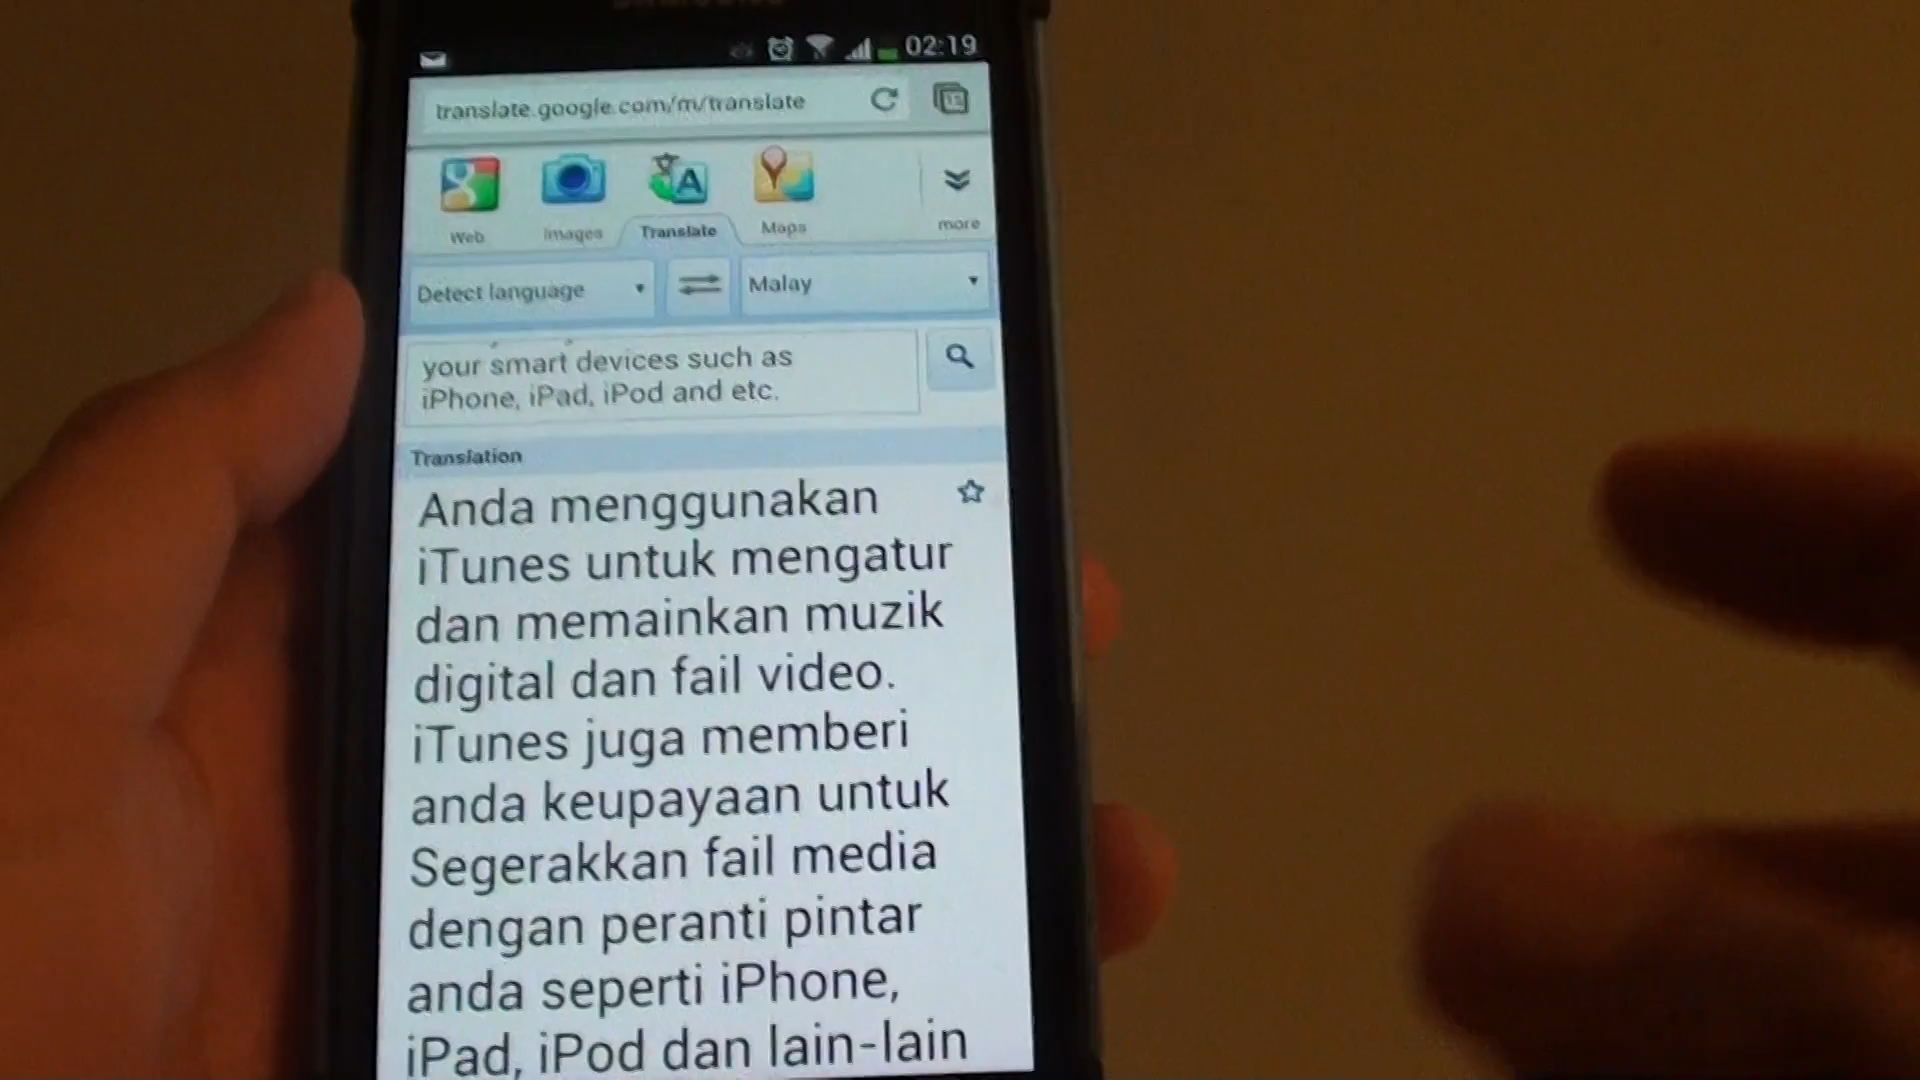 02:19
translate.google.com/m/translate
Web Images Translate Maps more
Detect language Malay
your smart devices such as
iPhone, iPad, iPod and etc.
Translation
Anda menggunakan
iTunes untuk mengatur
dan memainkan muzik
digital dan fail video.
iTunes juga memberi
anda keupayaan untuk
Segerakkan fail media
dengan peranti pintar
anda seperti iPhone,
iPad, iPod dan lain-lain